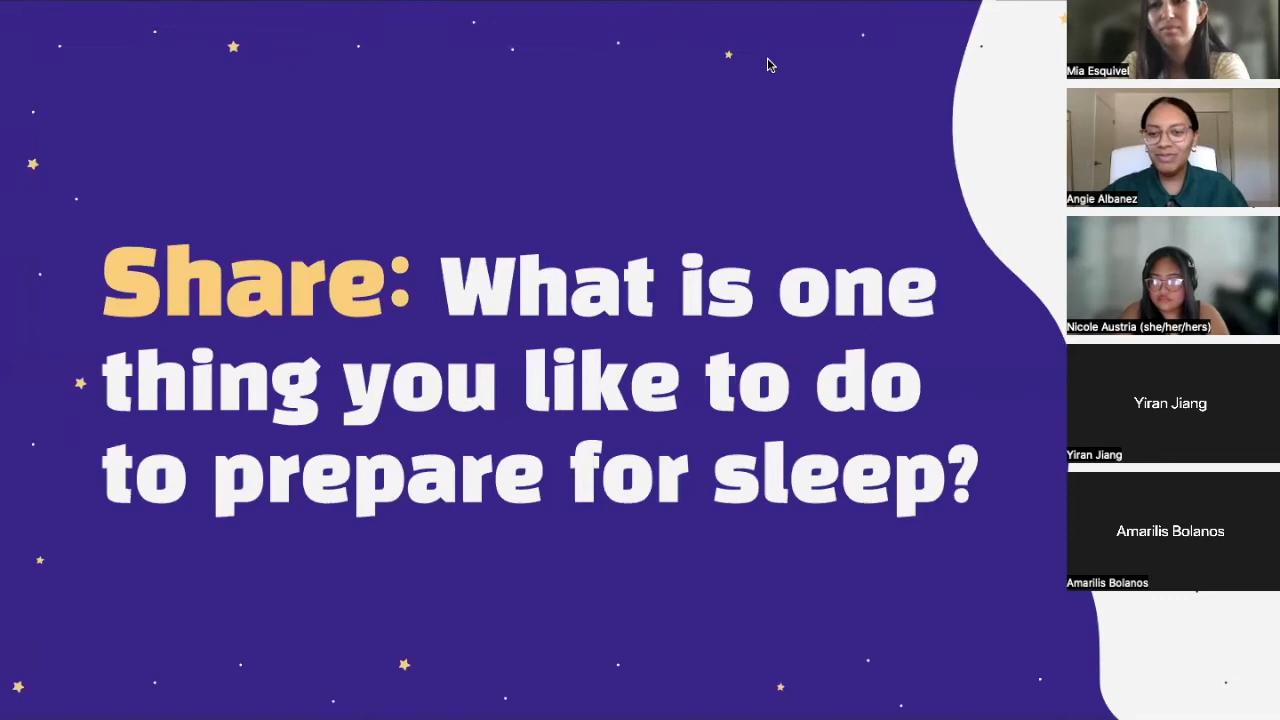 Share: What is one
thing you like to do
to prepare for sleep?
Mia Esquivel
Angie Albanez
Nicole Austria (she/her/hers)
Yiran Jiang
Yiran Jiang
Amarilis Bolanos
Amarilis Bolanos